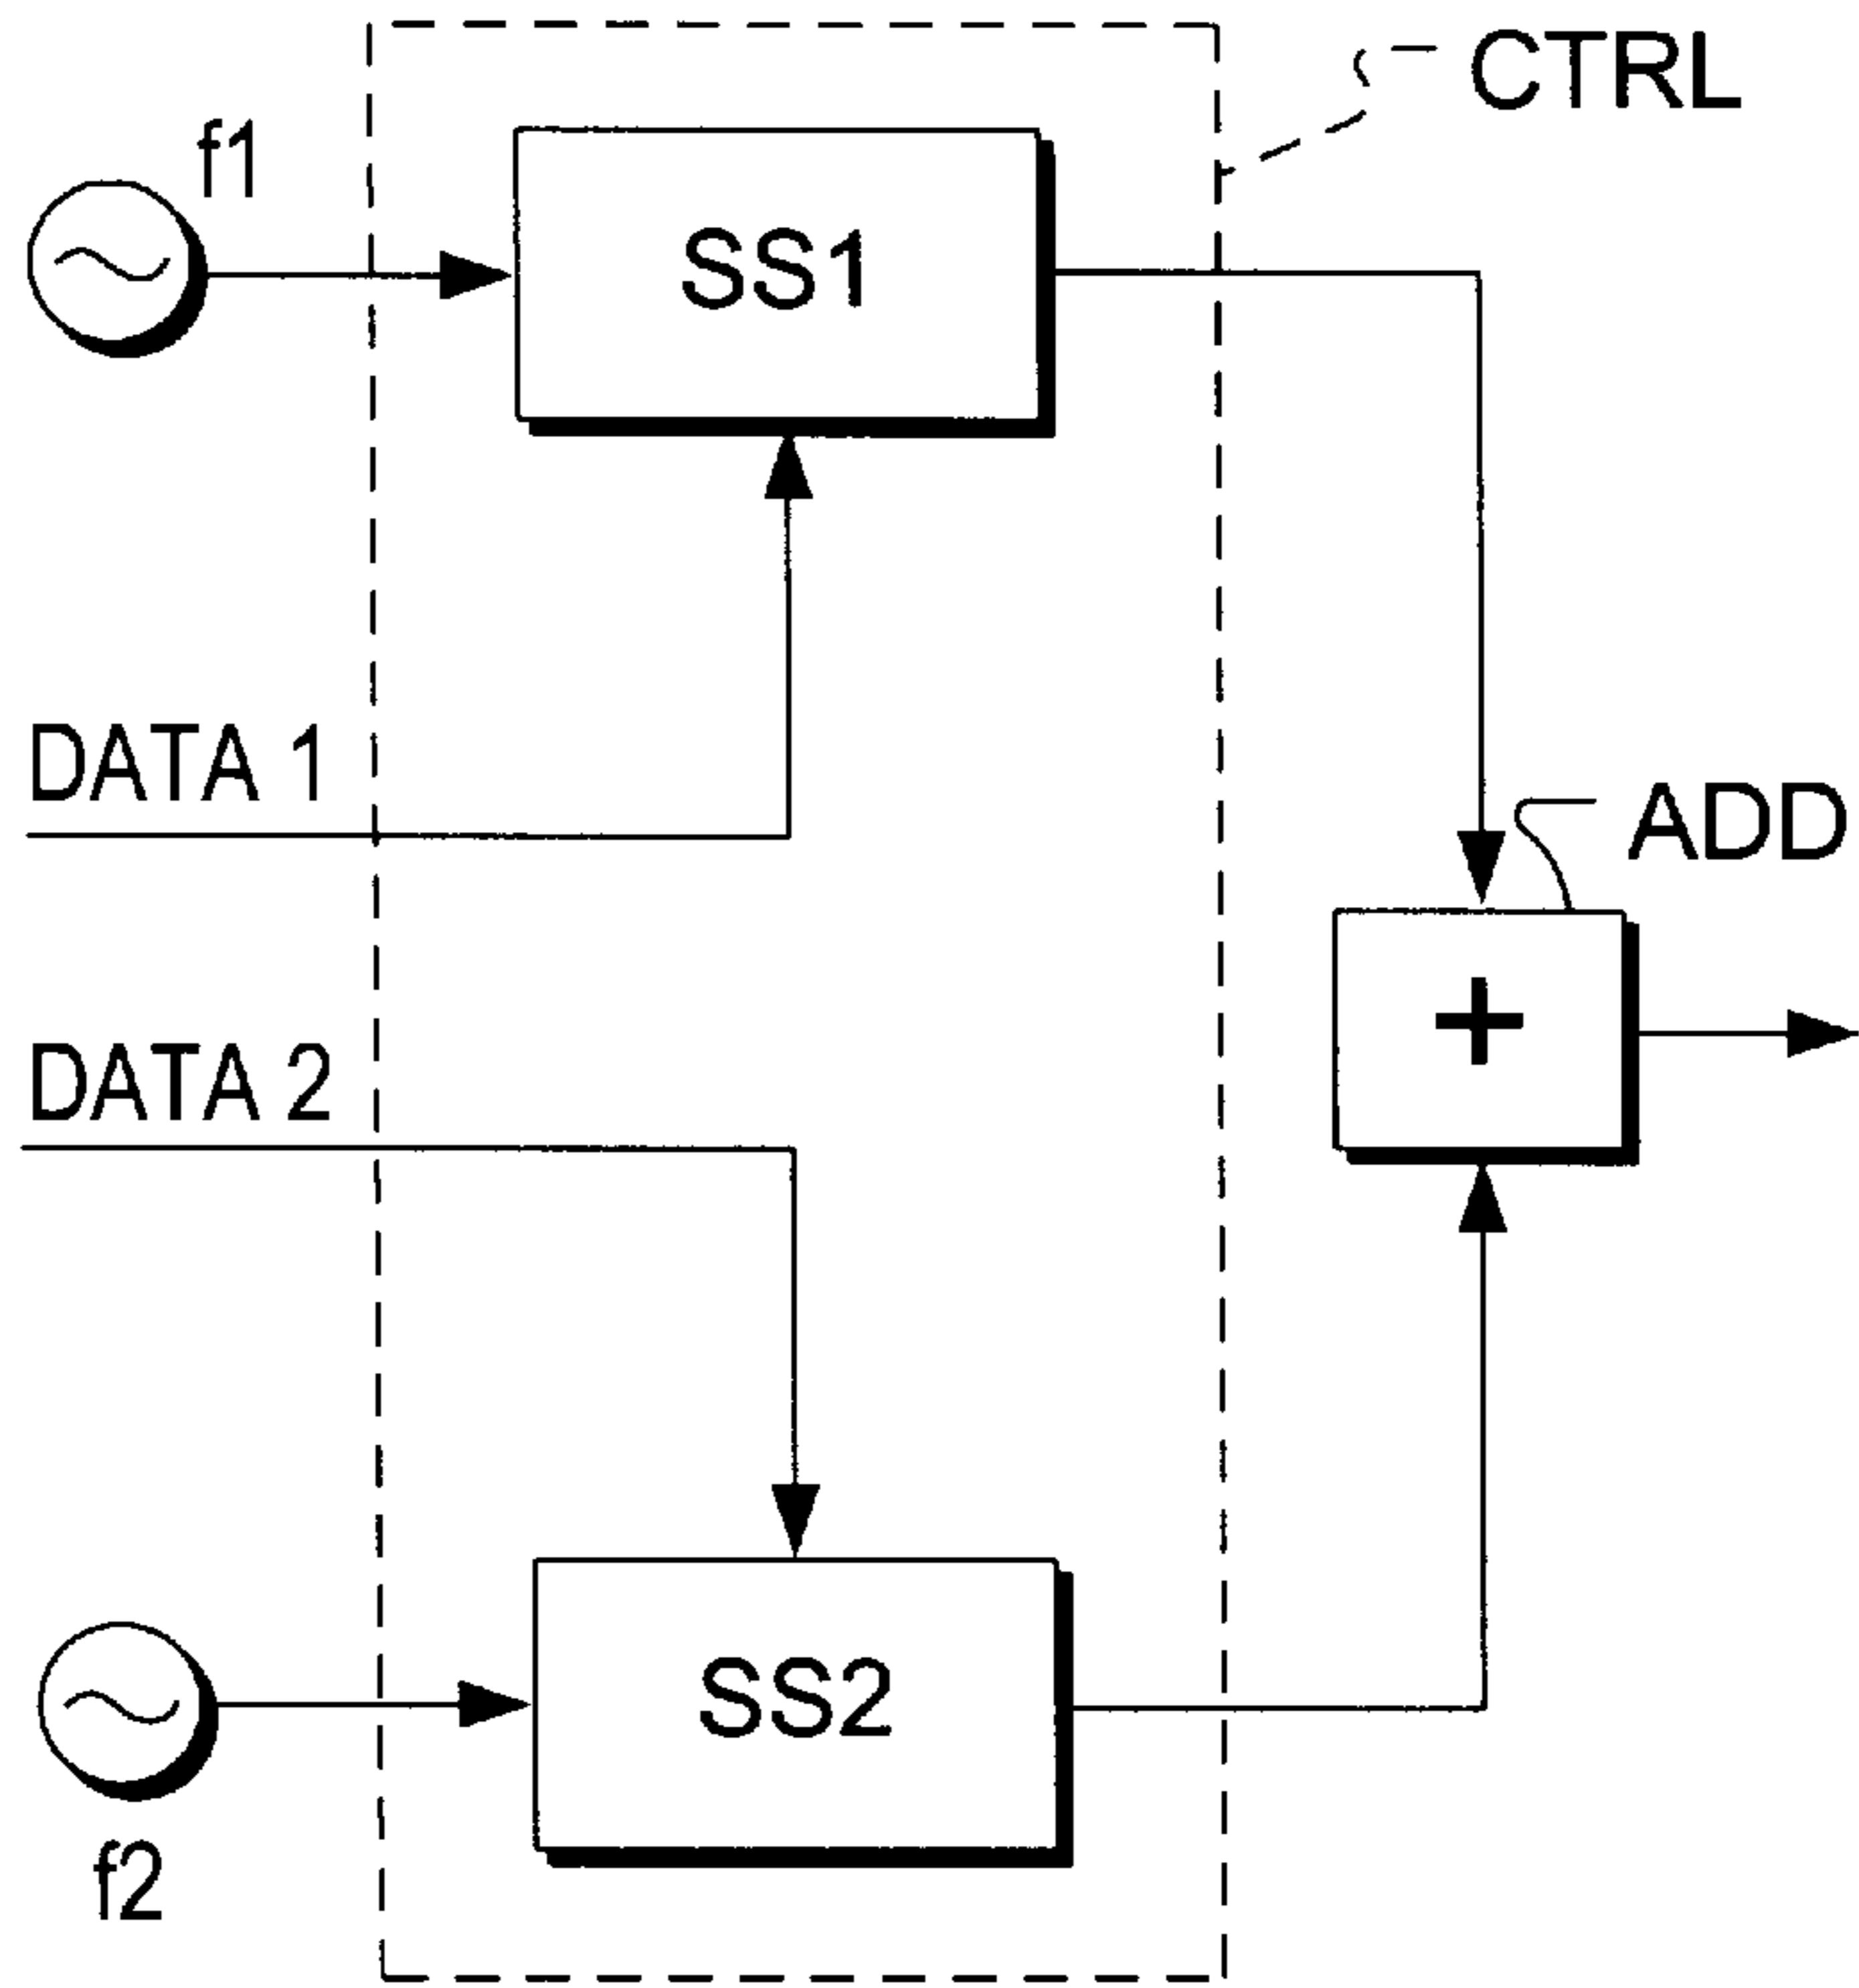 CTRL
f1
SS1
DATA 1
ADD
+
DATA 2
SS2
f2